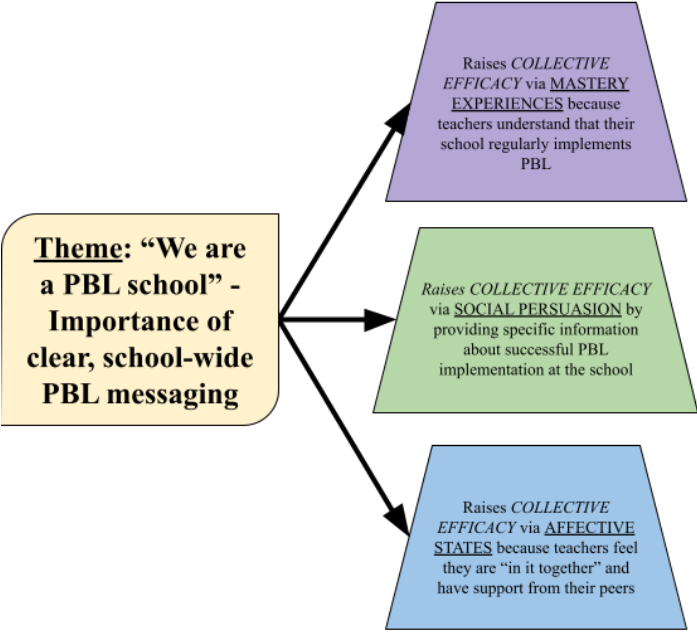 Theme: “We are
a PBL school” -
Importance of
clear, school-wide
PBL messaging
Raises COLLECTIVE
EFFICACY via MASTERY
EXPERIENCES because
teachers understand that their
school regularly implements
PBL
Raises COLLECTIVE EFFICACY
via SOCIAL PERSUASION by
providing specific information
about successful PBL
implementation at the school
Raises COLLECTIVE
EFFICACY via AFFECTIVE
STATES because teachers feel
they are “in it together” and
have support from their peers